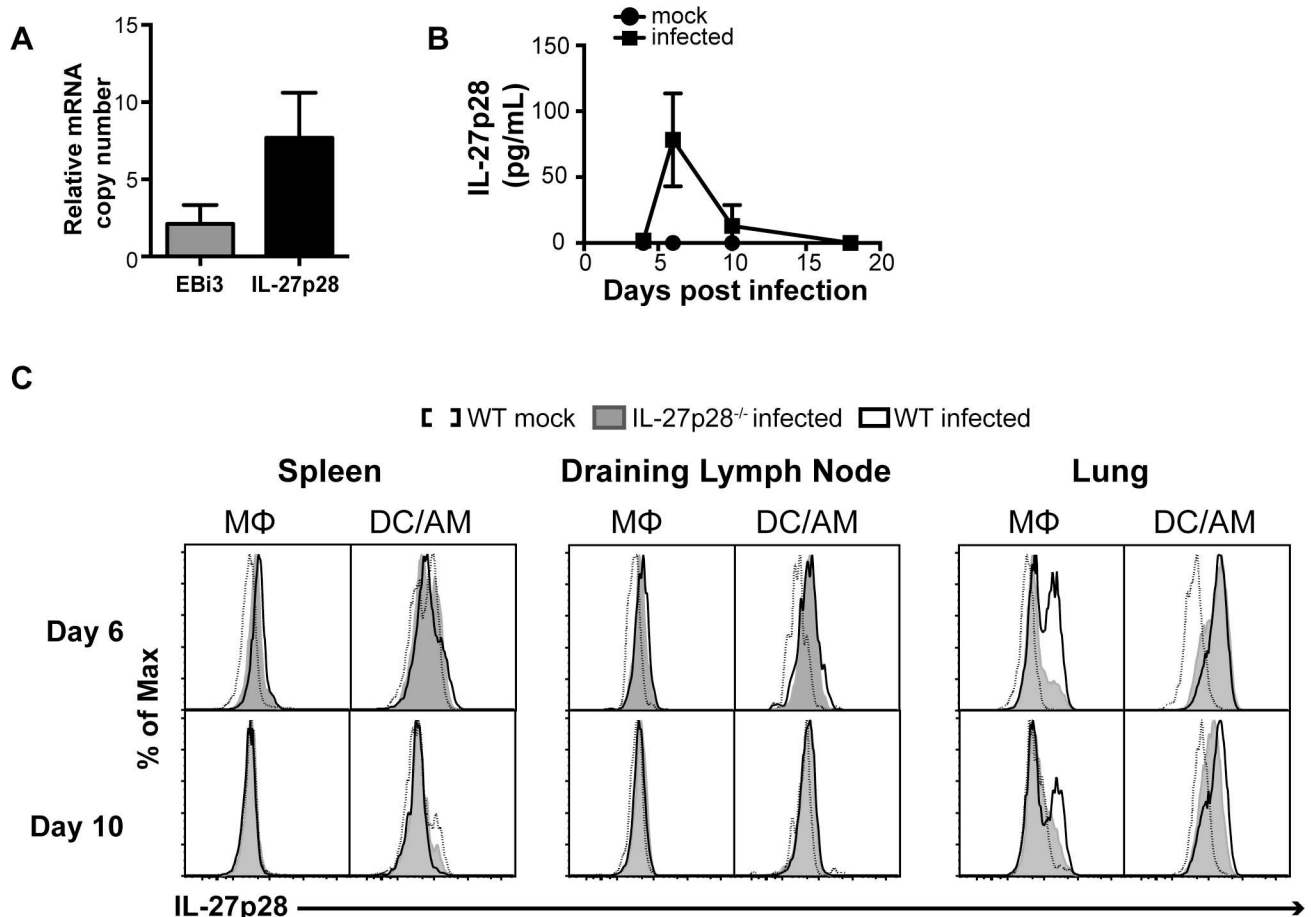 A
Relative mRNA
copy number
15
10
5
0
EBi3 IL-27p28
B
mock
infected
IL-27p28
(pg/mL)
150
100
50
0
0 5 10 15 20
Days post infection
C
WT mock IL-27p28-/- infected WT infected
Spleen Draining Lymph Node Lung
MΦ DC/AM MΦ DC/AM MΦ DC/AM
Day 6
% of Max
Day 10
IL-27p28